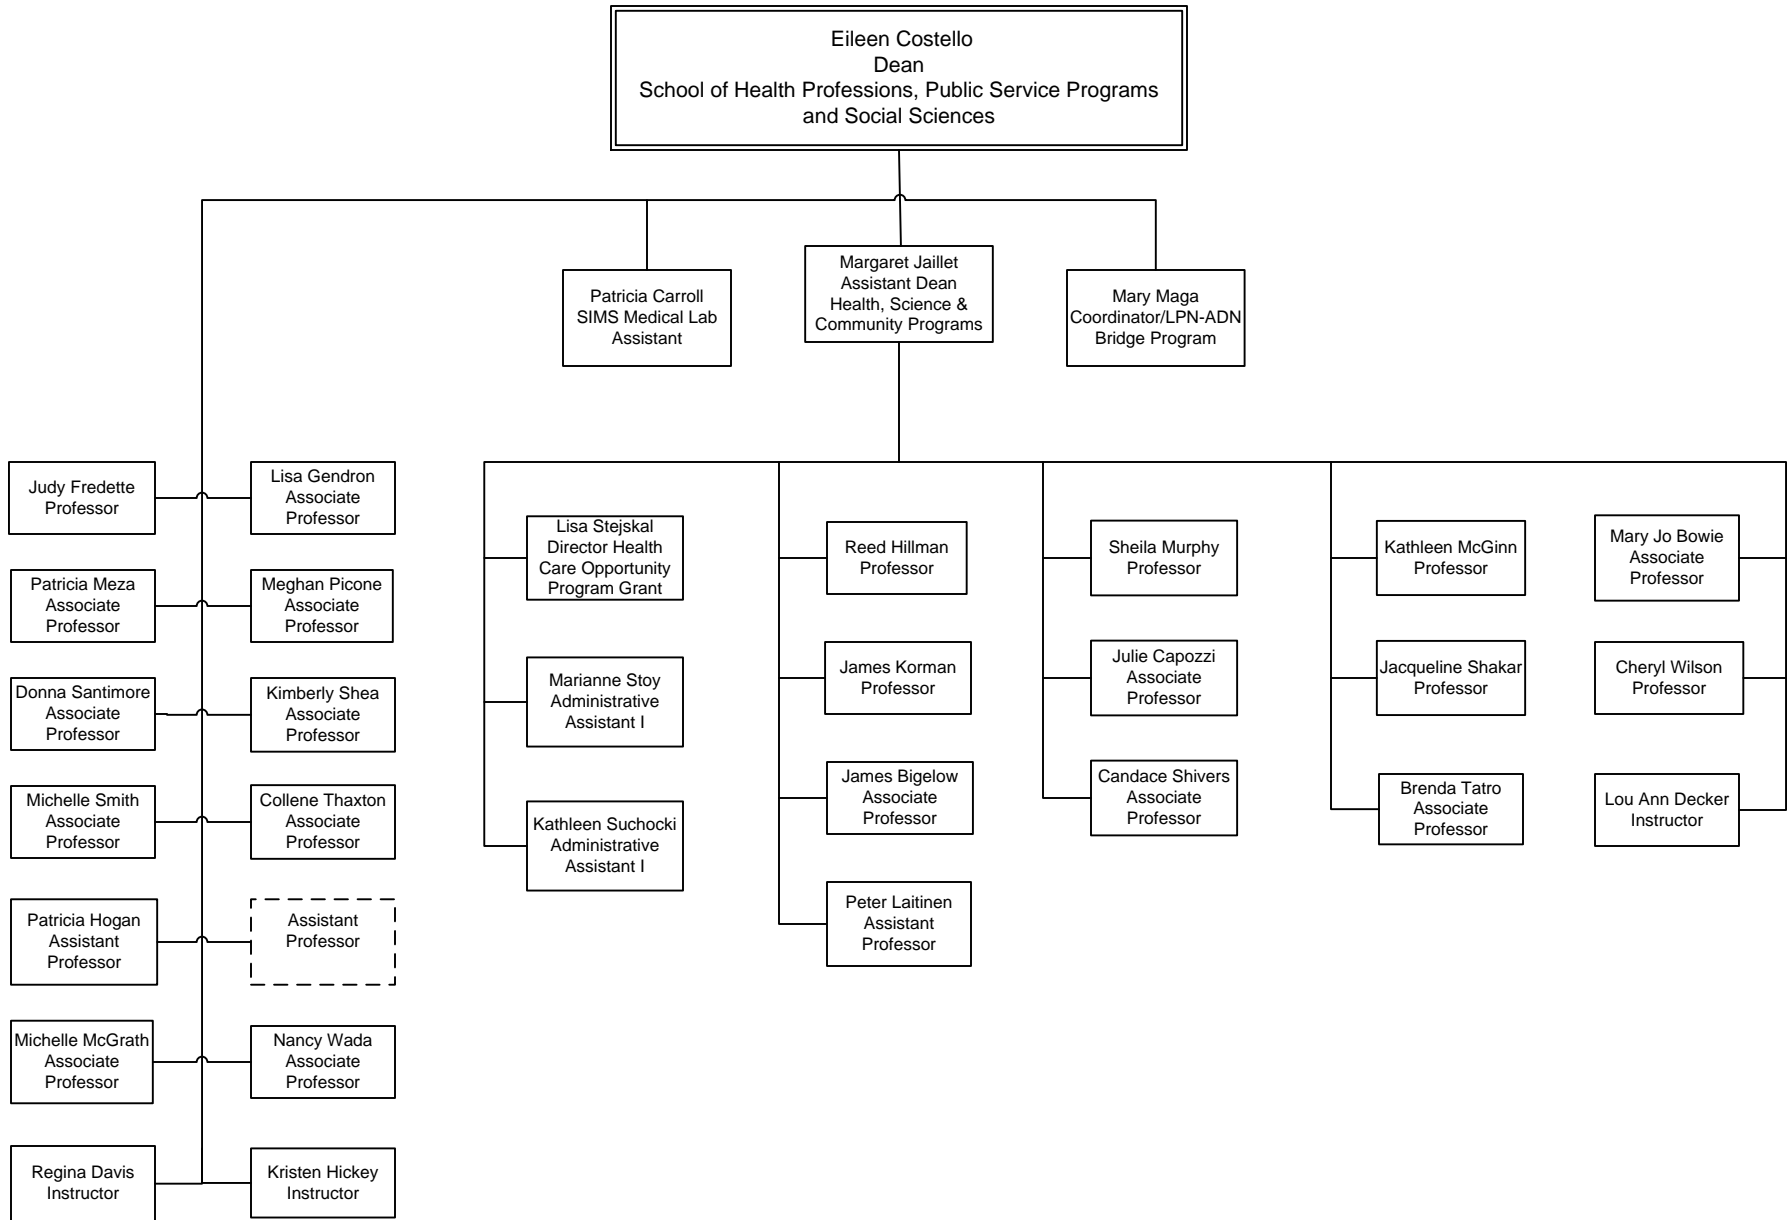 Eileen Costello
Dean
School of Health Professions, Public Service Programs
and Social Sciences
Patricia Carroll
SIMS Medical Lab
Assistant
Margaret Jaillet
Assistant Dean
Health, Science &
Community Programs
Mary Maga
Coordinator/LPN-ADN
Bridge Program
Judy Fredette
Professor
Lisa Gendron
Associate
Professor
Patricia Meza
Associate
Professor
Meghan Picone
Associate
Professor
Donna Santimore
Associate
Professor
Kimberly Shea
Associate
Professor
Michelle Smith
Associate
Professor
Collene Thaxton
Associate
Professor
Patricia Hogan
Assistant
Professor
Assistant
Professor
Michelle McGrath
Associate
Professor
Nancy Wada
Associate
Professor
Regina Davis
Instructor
Kristen Hickey
Instructor
Lisa Stejskal
Director Health
Care Opportunity
Program Grant
Marianne Stoy
Administrative
Assistant I
Kathleen Suchocki
Administrative
Assistant I
Reed Hillman
Professor
James Korman
Professor
James Bigelow
Associate
Professor
Peter Laitinen
Assistant
Professor
Sheila Murphy
Professor
Julie Capozzi
Associate
Professor
Candace Shivers
Associate
Professor
Kathleen McGinn
Professor
Jacqueline Shakar
Professor
Brenda Tatro
Associate
Professor
Mary Jo Bowie
Associate
Professor
Cheryl Wilson
Professor
Lou Ann Decker
Instructor